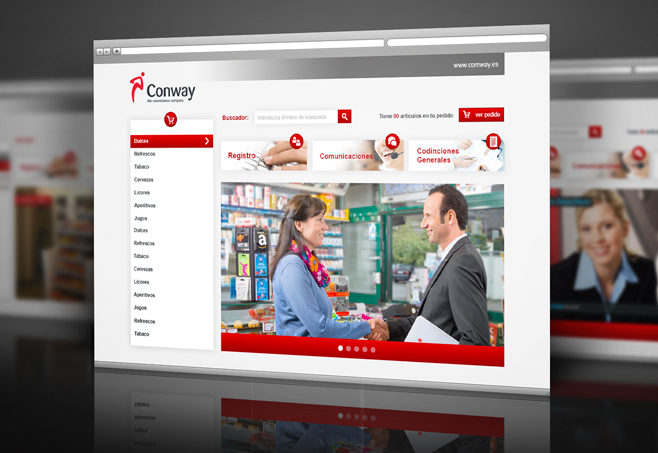 www.comway.es
Conway
the convenience company
Buscador:
Introduzca término de búsqueda
Tiene 00 artículos en tu pedido
ver pedido
Dulces
Refrescos
Tabaco
Cervezas
Licores
Aperitivos
Jugos
Dulces
Refrescos
Tabaco
Cervezas
Licores
Aperitivos
Jugos
Refrescos
Tabaco
Registro
Comunicaciones
Codinciones
Generales
a